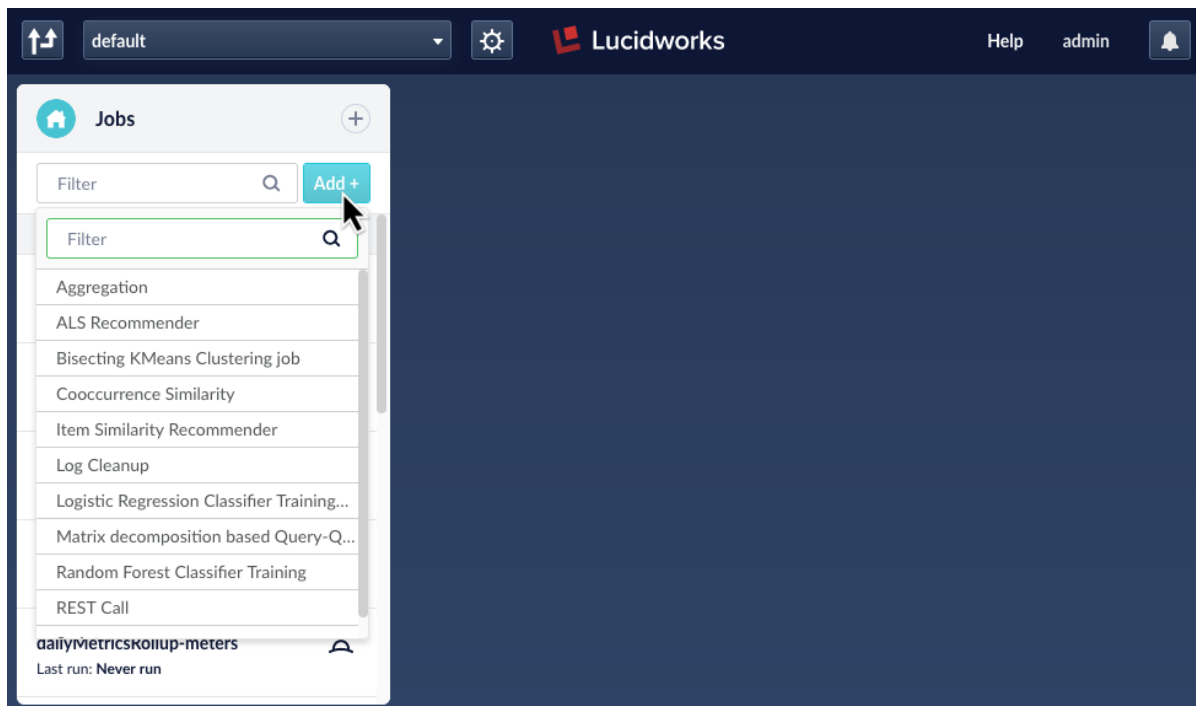 default
Lucidworks
Help
admin
Jobs
Filter
Add +
Filter
Aggregation
ALS Recommender
Bisecting KMeans Clustering job
Cooccurrence Similarity
Item Similarity Recommender
Log Cleanup
Logistic Regression Classifier Training...
Matrix decomposition based Query-Q...
Random Forest Classifier Training
REST Call
dailyMetricsRollup-meters
Last run: Never run